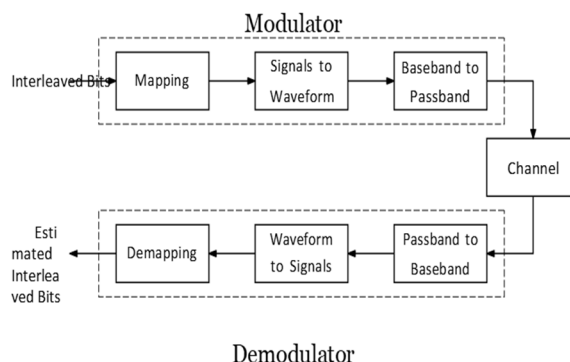 Modulator
Interleaved Bits
Mapping
Signals to
Waveform
Baseband to
Passband
Channel
Esti
mated
Interlea
ved Bits
Demapping
Waveform
to Signals
Passband to
Baseband
Demodulator